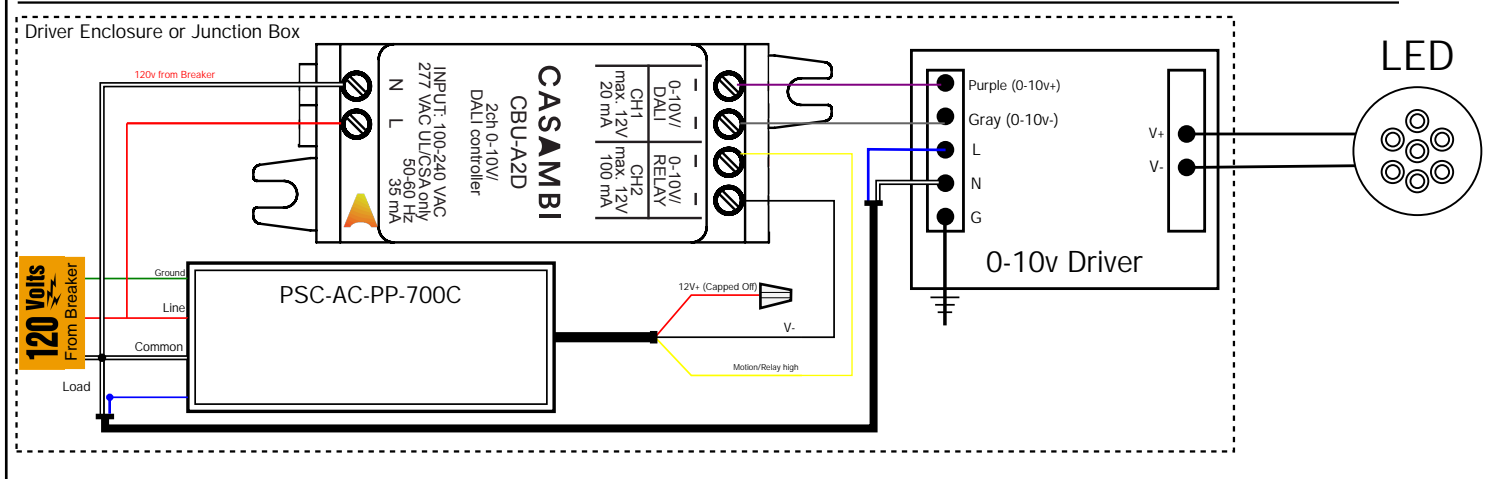 Driver Enclosure or Junction Box
LED
120v from Breaker
N
L
INPUT: 100-240 VAC
277 VAC UL/CSA only
50-60 Hz
35 mA
CASAMBI
CBU-A2D
2ch 0-10V/
DALI controller
0-10V/
DALI
CH1
max. 12V
20 mA
0-10V/
RELAY
CH2
max. 12V
100 mA
Purple (0-10v+)
Gray (0-10v-)
L
N
G
V+
V-
0-10v Driver
120 Volts
From Breaker
Ground
Line
Common
Load
PSC-AC-PP-700C
12V+ (Capped Off)
V-
Motion/Relay high